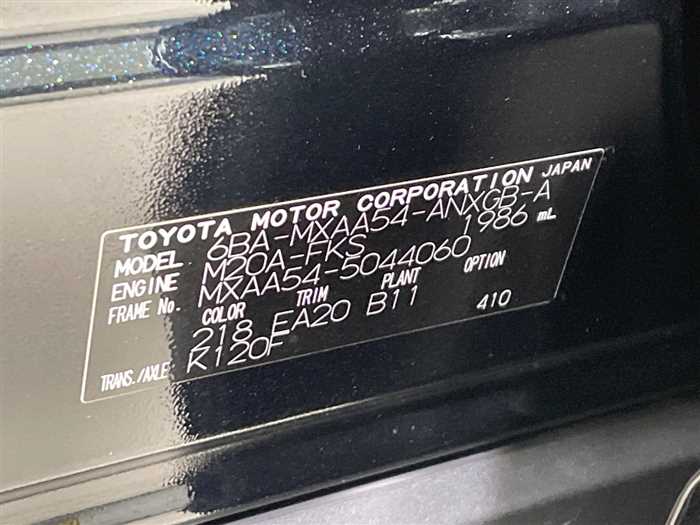 TOYOTA MOTOR CORPORATION JAPAN
MODEL 6BA-MXAA54-ANXGB-A
ENGINE M20A-FKS 1986 mL
FRAME No. MXAA54-5044060
COLOR TRIM PLANT OPTION
218 EA20 B11 410
TRANS./AXLE K120F